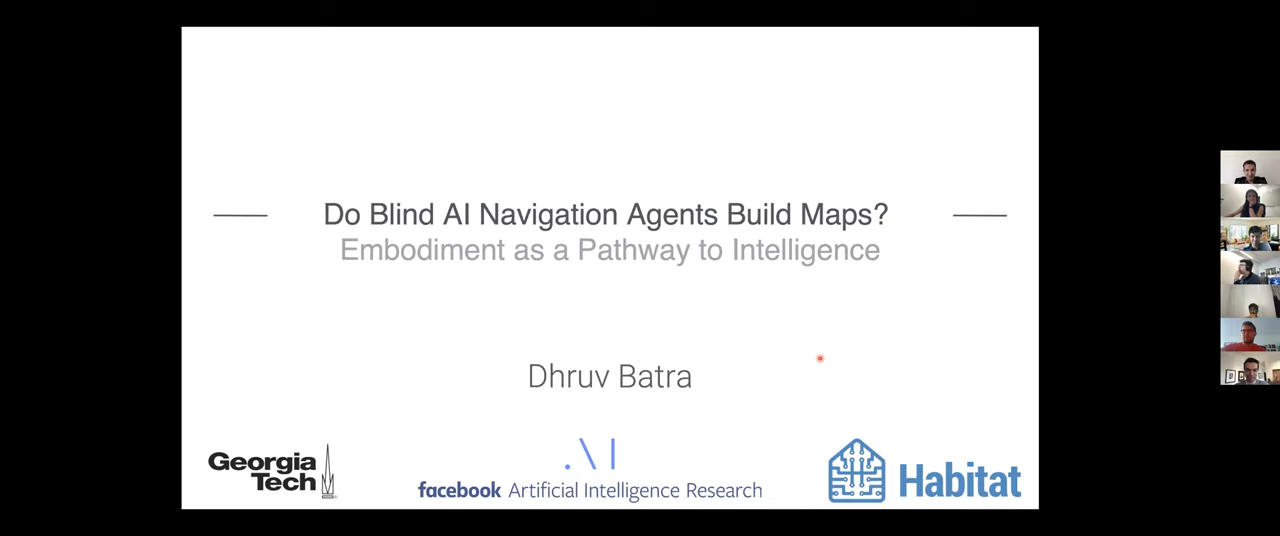 Do Blind AI Navigation Agents Build Maps?
Embodiment as a Pathway to Intelligence
Dhruv Batra
Georgia
Tech
facebook Artificial Intelligence Research
Habitat